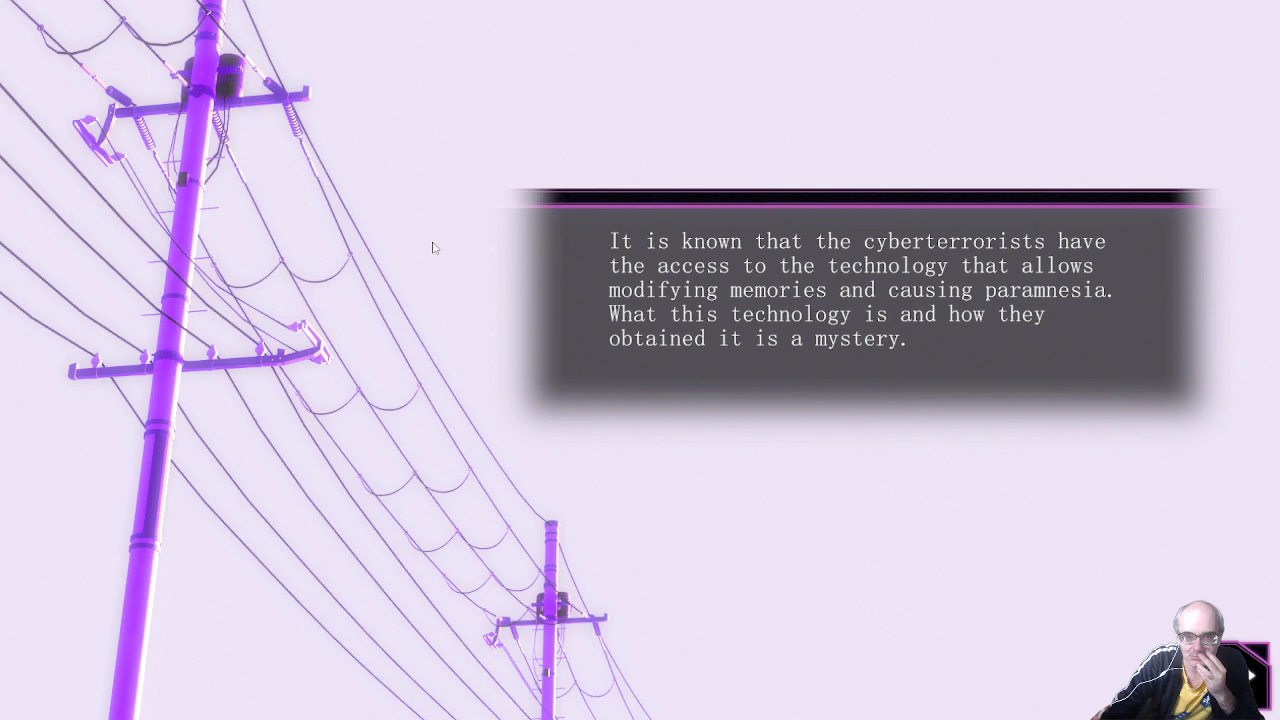 It is known that the cyberterrorists have
the access to the technology that allows
modifying memories and causing paramnesia.
What this technology is and how they
obtained it is a mystery.